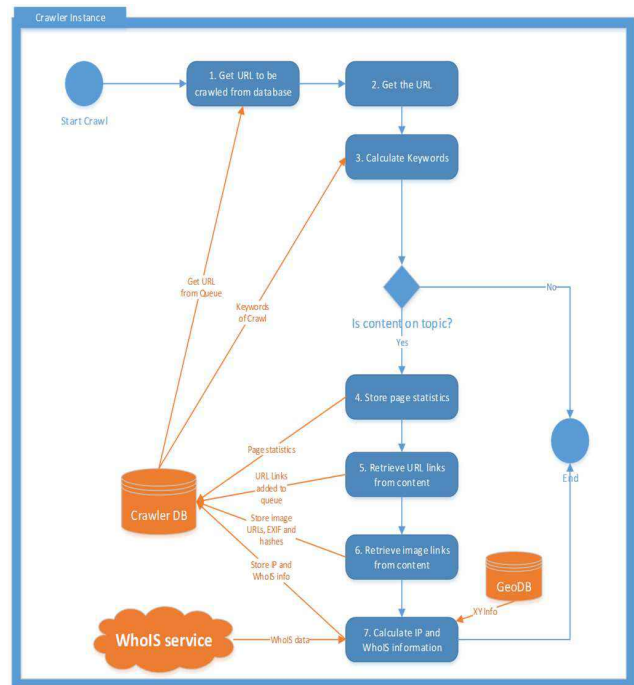 Crawler Instance
Start Crawl
1. Get URL to be
crawled from database
2. Get the URL
3. Calculate Keywords
Get URL
from Queue
Keywords
of Crawl
Is content on topic?
No
Yes
4. Store page statistics
Page statistics
5. Retrieve URL links
from content
URL Links
added to
queue
End
Crawler DB
Store image
URLs, EXIF and
hashes
6. Retrieve image links
from content
Store IP and
WhoIS info
GeoDB
XY Info
WhoIS service
WhoIS data
7. Calculate IP and
WhoIS information